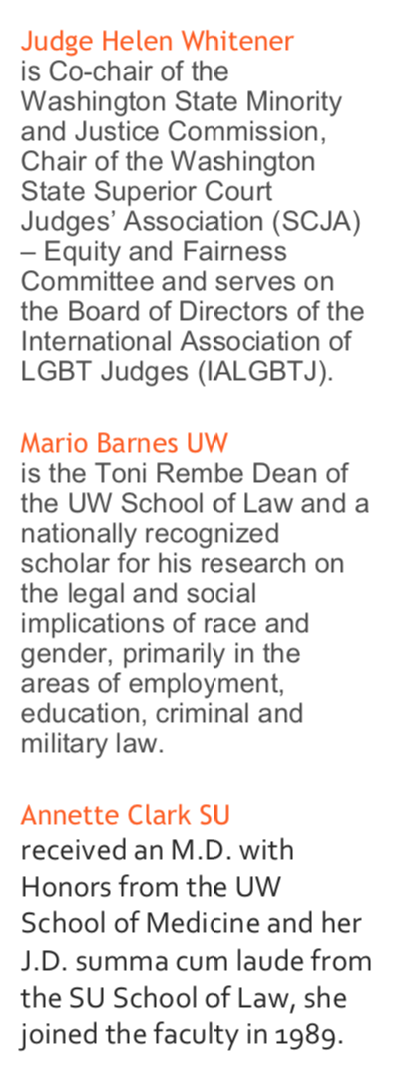 Judge Helen Whitener
is Co-chair of the
Washington State Minority
and Justice Commission,
Chair of the Washington
State Superior Court
Judges’ Association (SCJA)
– Equity and Fairness
Committee and serves on
the Board of Directors of the
International Association of
LGBT Judges (IALGBTJ).
Mario Barnes UW
is the Toni Rembe Dean of
the UW School of Law and a
nationally recognized
scholar for his research on
the legal and social
implications of race and
gender, primarily in the
areas of employment,
education, criminal and
military law.
Annette Clark SU
received an M.D. with
Honors from the UW
School of Medicine and her
J.D. summa cum laude from
the SU School of Law, she
joined the faculty in 1989.